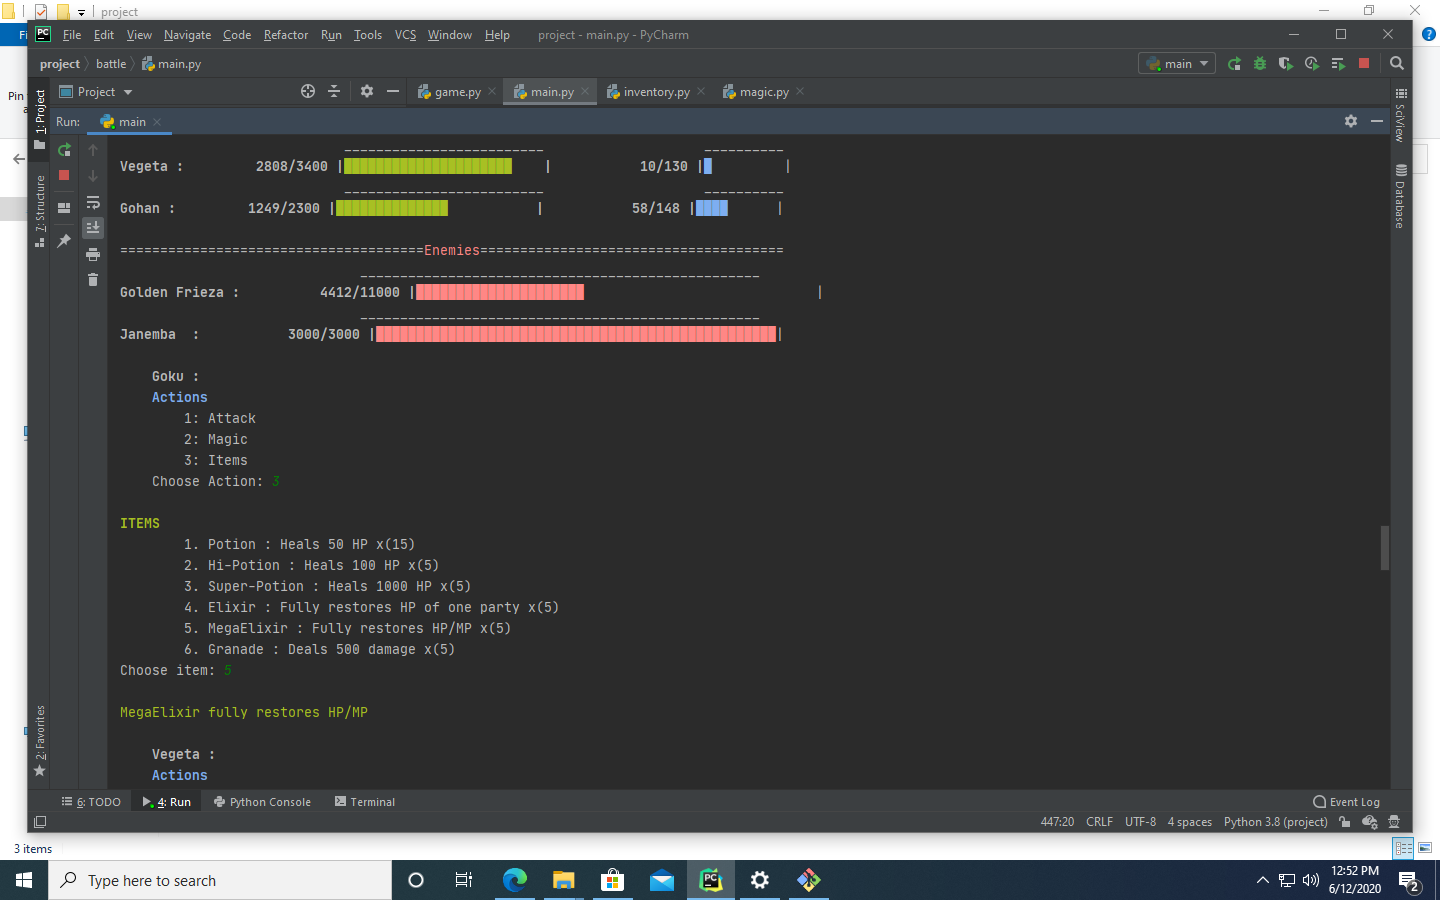 project
Fi
Pin
a
File Edit View Navigate Code Refactor Run Tools VCS Window Help project - main.py - PyCharm
project battle main.py
main
1: Project
Project
game.py main.py inventory.py magic.py
Run: main
SciView
Database
7: Structure
2: Favorites
-------------------------  ----------
Vegeta : 2808/3400 | | 10/130 | |
-------------------------  ----------
Gohan : 1249/2300 | | 58/148 | |
======================================Enemies======================================
--------------------------------------------------
Golden Frieza : 4412/11000 | |
--------------------------------------------------
Janemba : 3000/3000 | |
Goku :
Actions
1: Attack
2: Magic
3: Items
Choose Action: 3
ITEMS
1. Potion : Heals 50 HP x(15)
2. Hi-Potion : Heals 100 HP x(5)
3. Super-Potion : Heals 1000 HP x(5)
4. Elixir : Fully restores HP of one party x(5)
5. MegaElixir : Fully restores HP/MP x(5)
6. Granade : Deals 500 damage x(5)
Choose item: 5
MegaElixir fully restores HP/MP
Vegeta :
Actions
6: TODO 4: Run Python Console Terminal Event Log
447:20 CRLF UTF-8 4 spaces Python 3.8 (project)
3 items
Type here to search
12:52 PM
6/12/2020
2